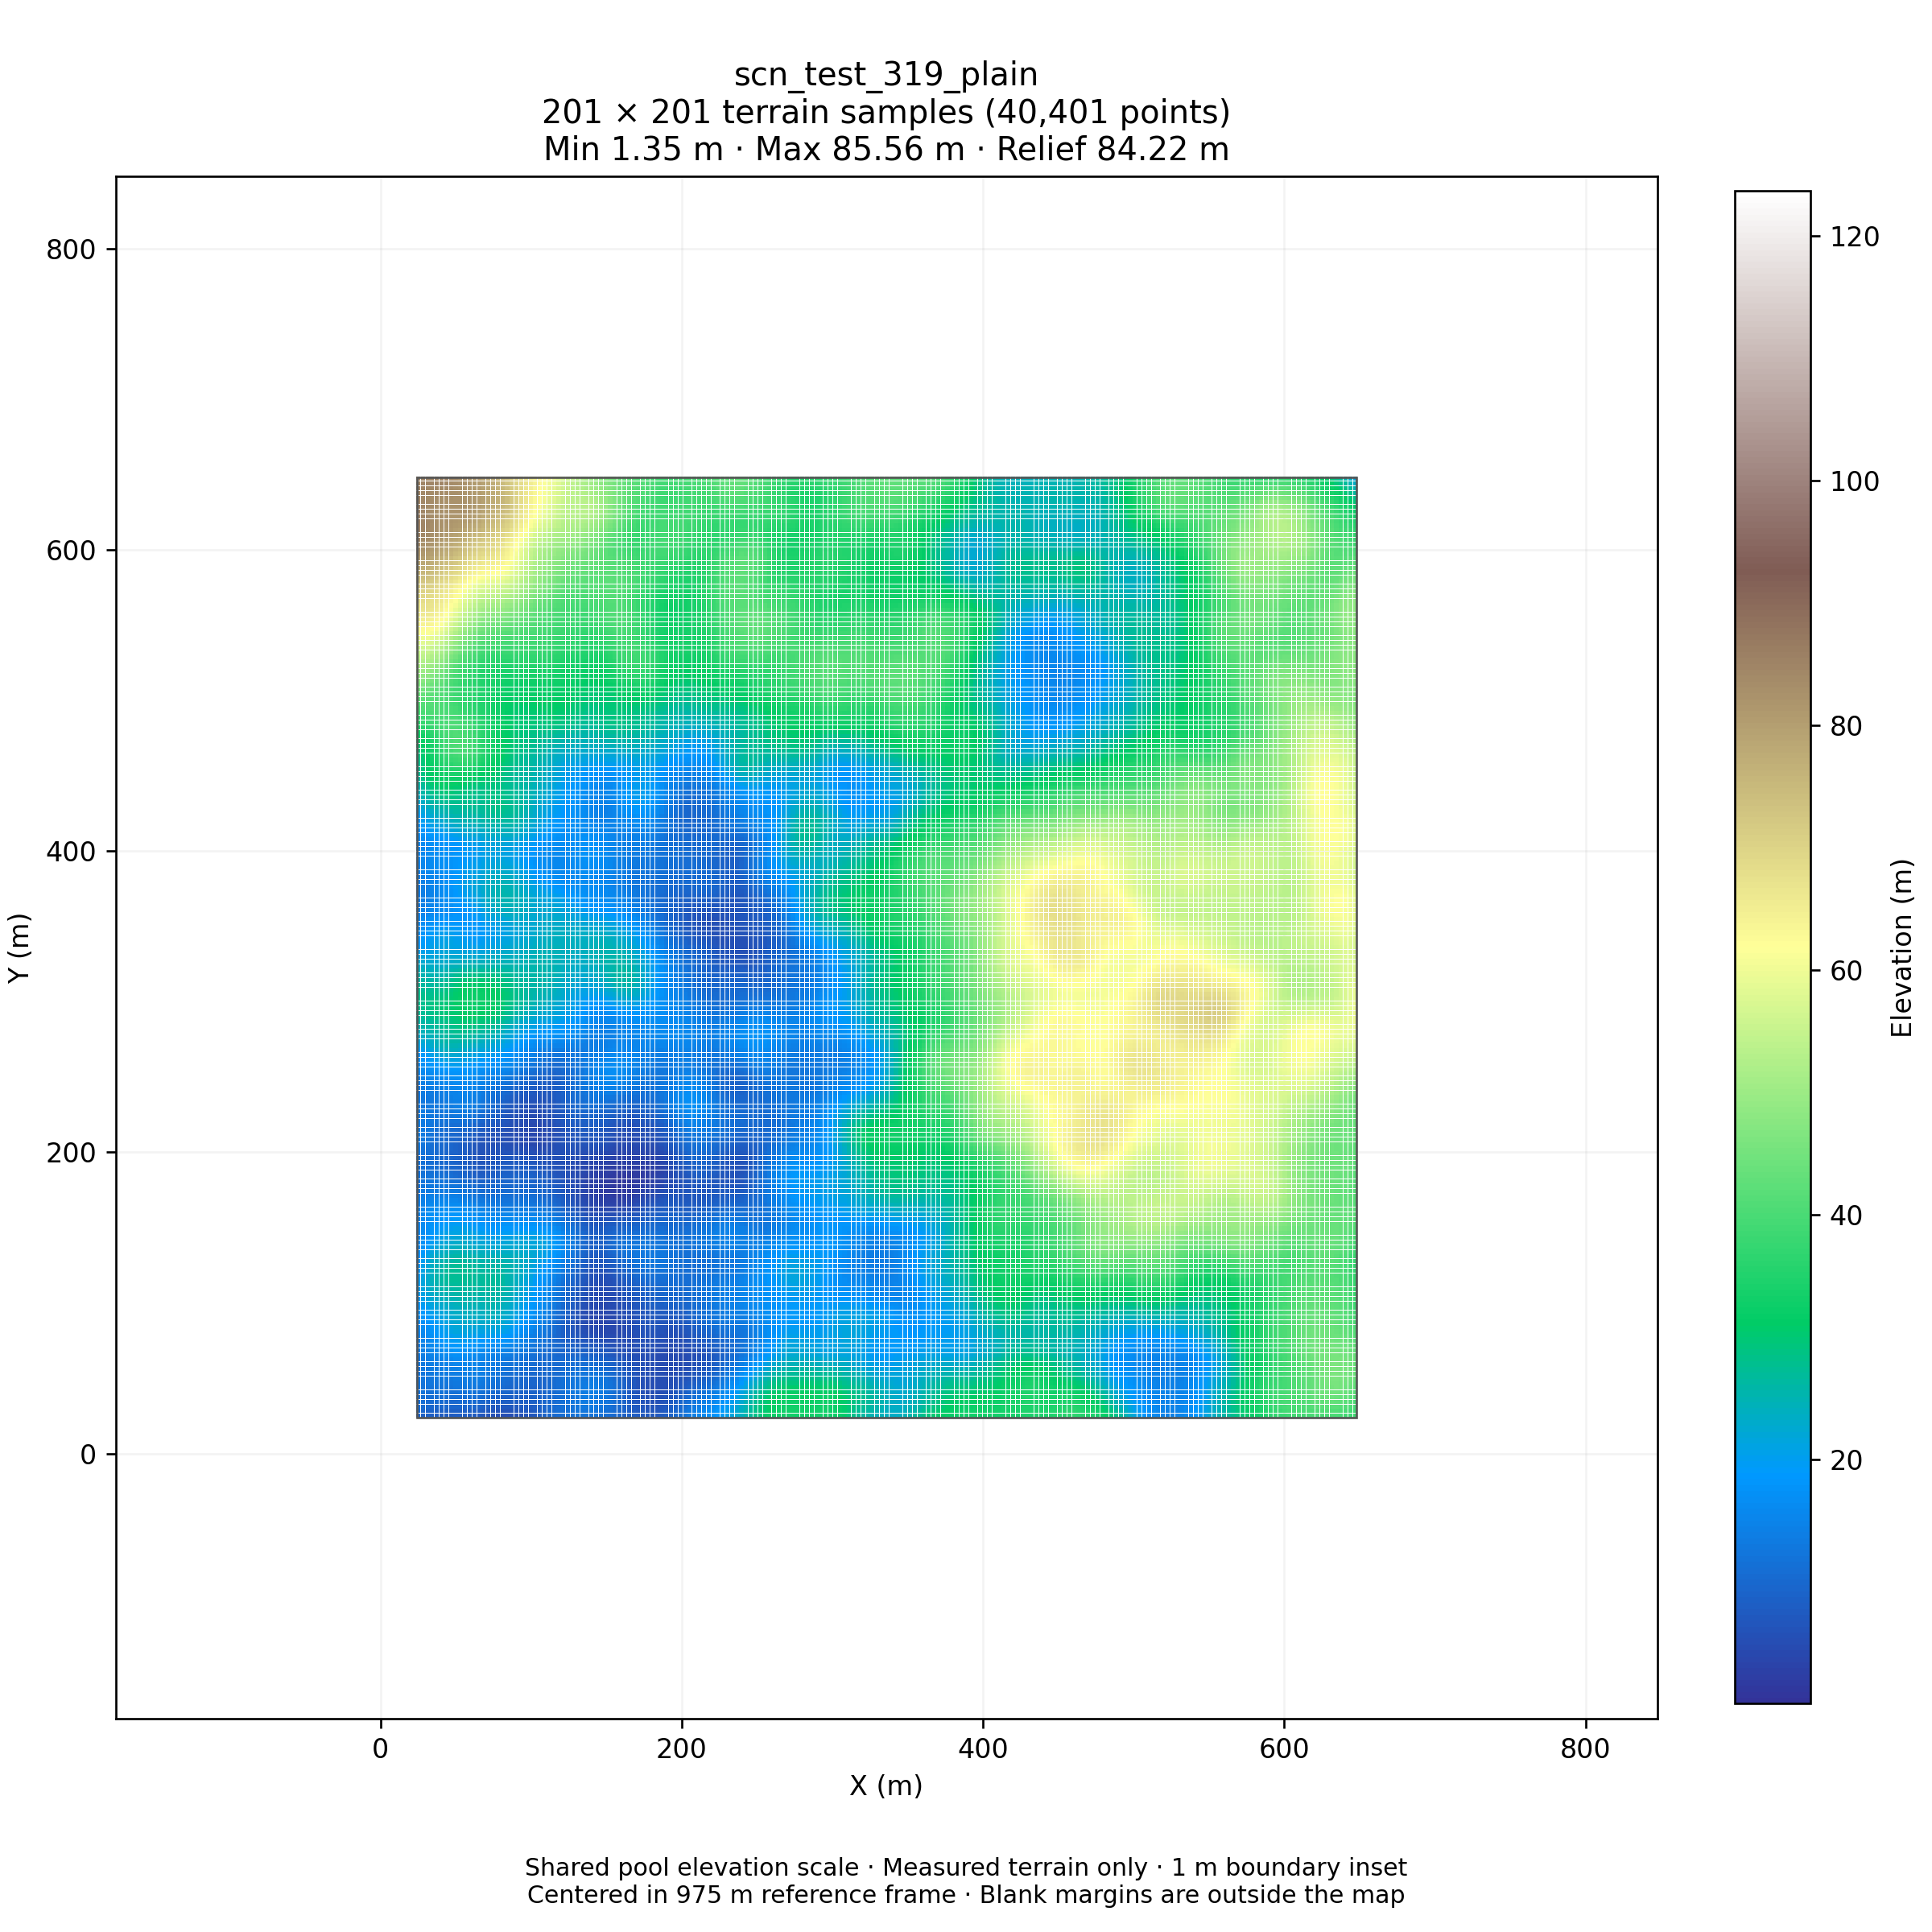 scn_test_319_plain
201 × 201 terrain samples (40,401 points)
Min 1.35 m · Max 85.56 m · Relief 84.22 m
800
600
400
200
0
Y (m)
0
200
400
600
800
X (m)
120
100
80
60
40
20
Elevation (m)
Shared pool elevation scale · Measured terrain only · 1 m boundary inset
Centered in 975 m reference frame · Blank margins are outside the map